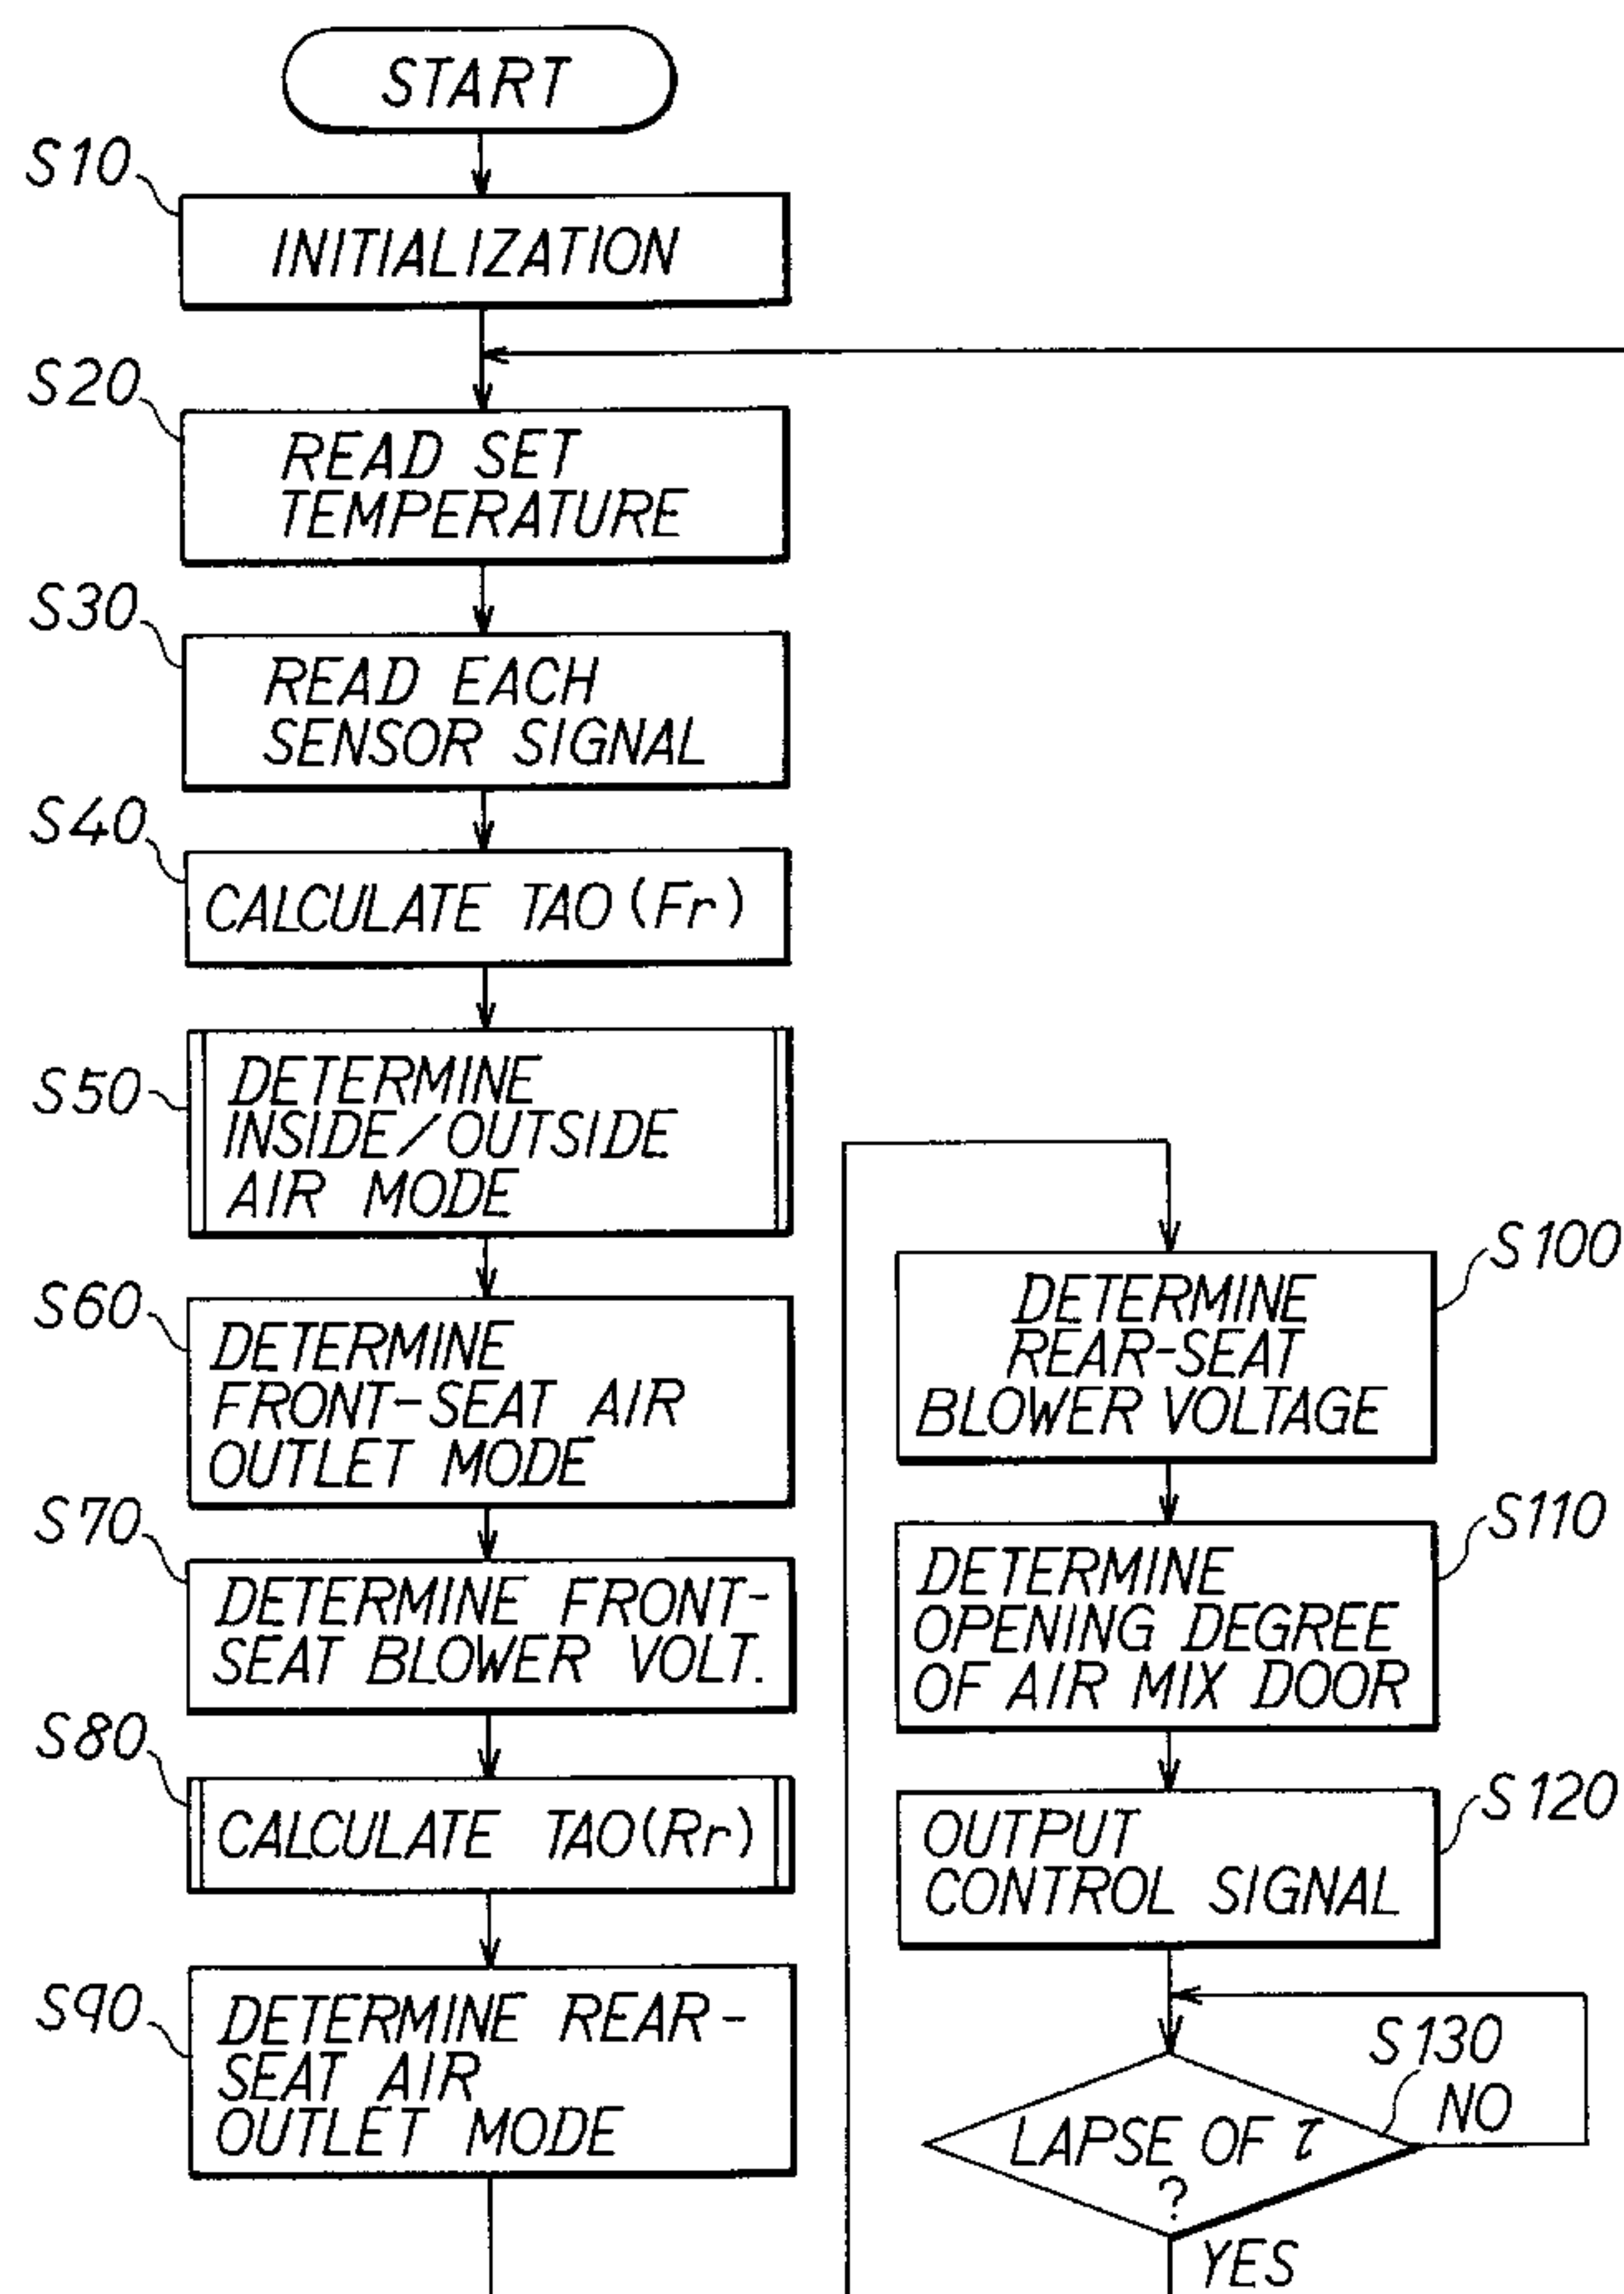 START
S10
INITIALIZATION
S20
READ SET
TEMPERATURE
S30
READ EACH
SENSOR SIGNAL
S40
CALCULATE TAO (Fr)
S50
DETERMINE
INSIDE/OUTSIDE
AIR MODE
S60
DETERMINE
FRONT-SEAT AIR
OUTLET MODE
S70
DETERMINE FRONT-
SEAT BLOWER VOLT.
S80
CALCULATE TAO(Rr)
S90
DETERMINE REAR-
SEAT AIR
OUTLET MODE
S100
DETERMINE
REAR-SEAT
BLOWER VOLTAGE
S110
DETERMINE
OPENING DEGREE
OF AIR MIX DOOR
S120
OUTPUT
CONTROL SIGNAL
S130
NO
LAPSE OF τ
?
YES